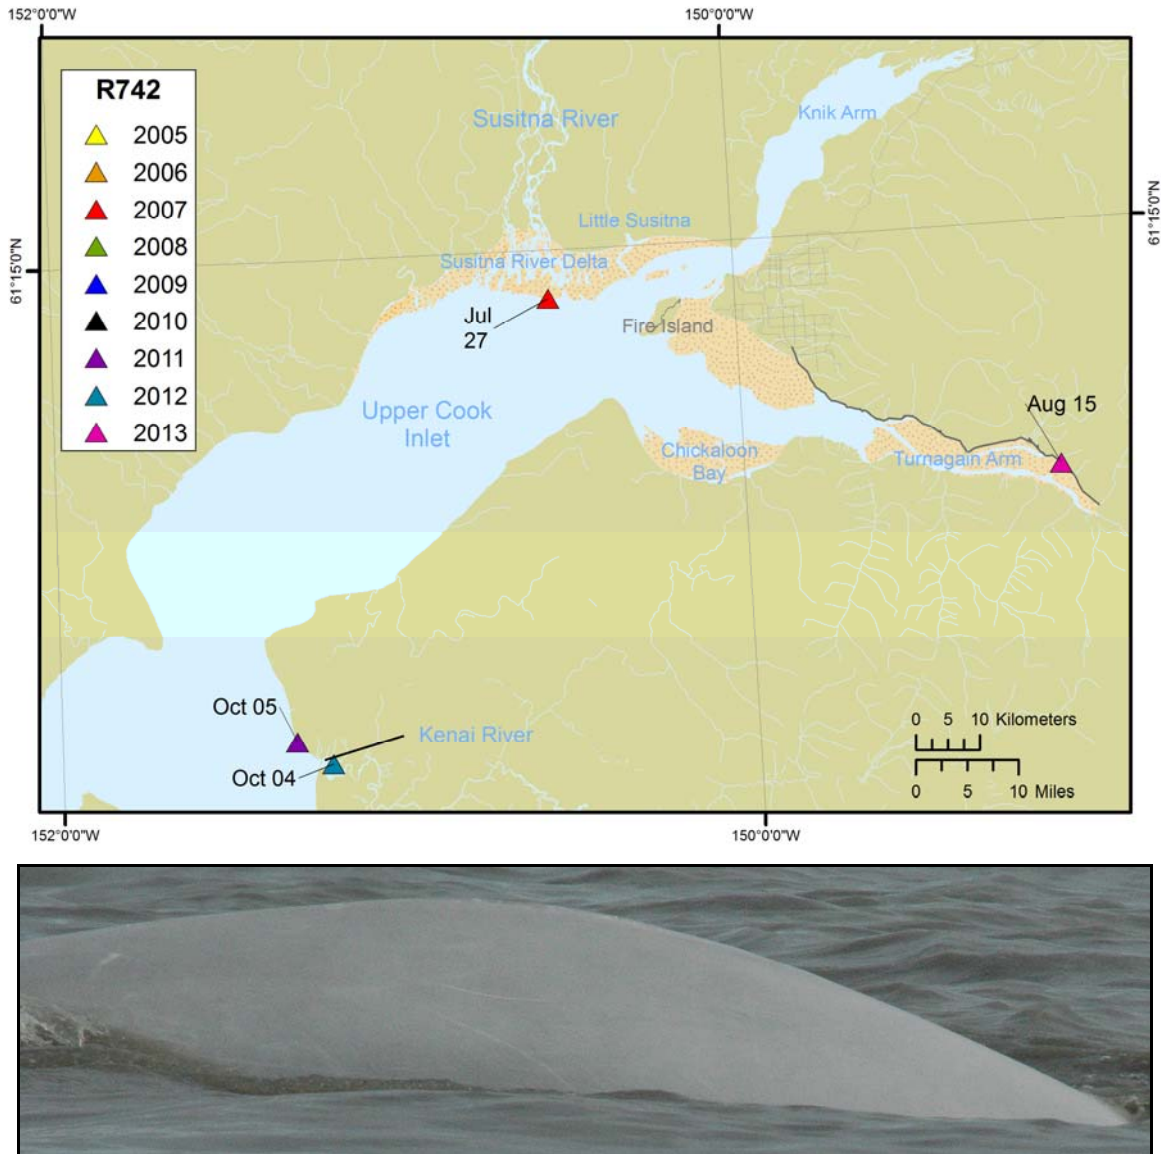 152°0'0"W
150°0'0"W
R742
2005
2006
2007
2008
2009
2010
2011
2012
2013
Susitna River
Knik Arm
Little Susitna
61°15'0"N
61°15'0"N
Susitna River Delta
Jul
27
Fire Island
Upper Cook
Inlet
Aug 15
Chickaloon
Bay
Turnagain Arm
Oct 05
Kenai River
Oct 04
0 5 10 Kilometers
0 5 10 Miles
152°0'0"W
150°0'0"W